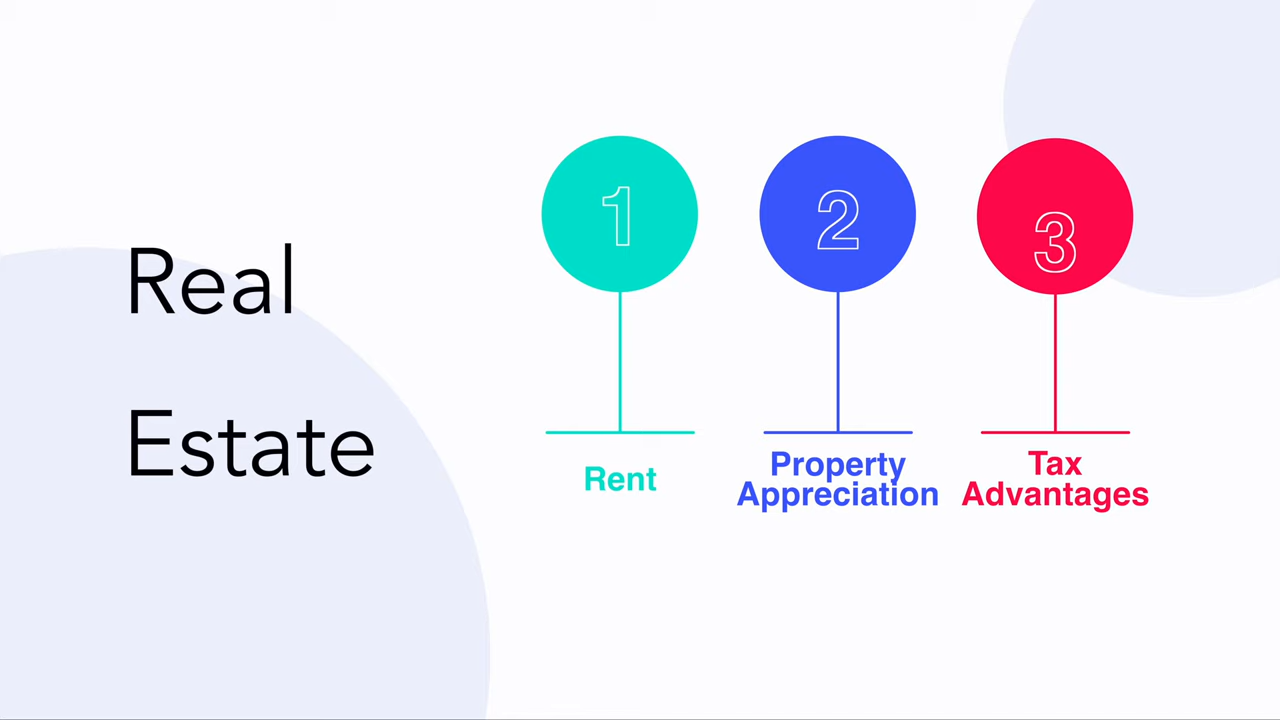 Real
Estate
1
Rent
2
Property
Appreciation
3
Tax
Advantages